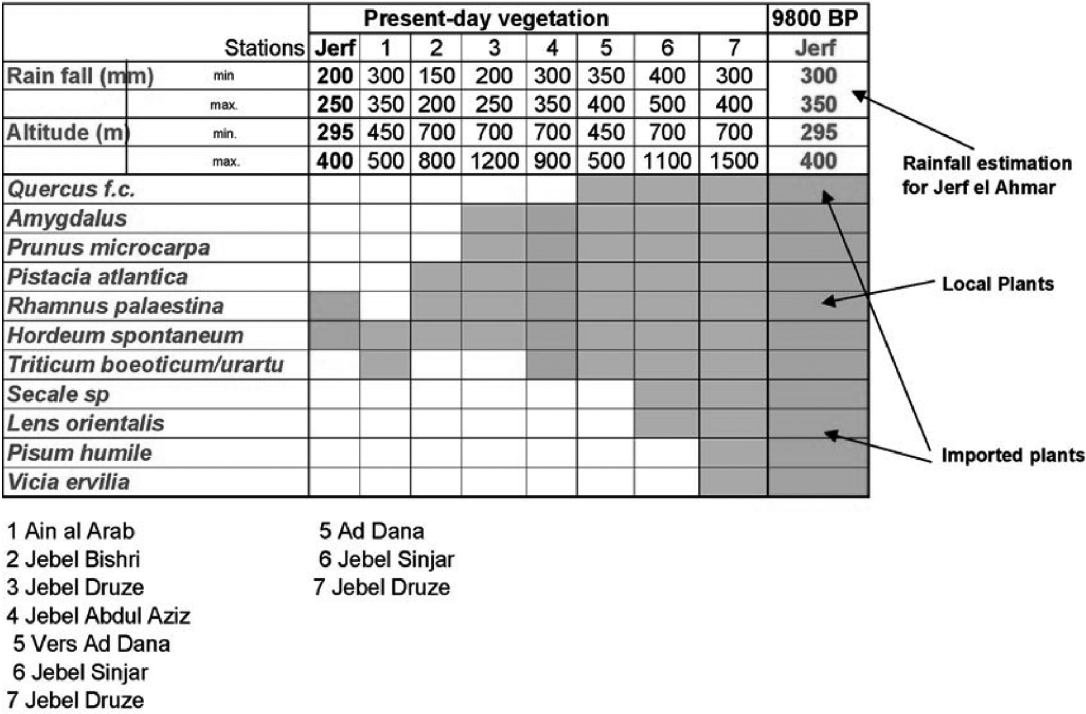 Present-day vegetation 9800 BP
Stations Jerf 1 2 3 4 5 6 7 Jerf
Rain fall (mm) min 200 300 150 200 300 350 400 300 300
max. 250 350 200 250 350 400 500 400 350
Altitude (m) min. 295 450 700 700 700 450 700 700 295
max. 400 500 800 1200 900 500 1100 1500 400
Quercus f.c.
Amygdalus
Prunus microcarpa
Pistacia atlantica
Rhamnus palaestina
Hordeum spontaneum
Triticum boeoticum/urartu
Secale sp
Lens orientalis
Pisum humile
Vicia ervilia
Rainfall estimation
for Jerf el Ahmar
Local Plants
Imported plants
1 Ain al Arab
2 Jebel Bishri
3 Jebel Druze
4 Jebel Abdul Aziz
5 Vers Ad Dana
6 Jebel Sinjar
7 Jebel Druze
5 Ad Dana
6 Jebel Sinjar
7 Jebel Druze